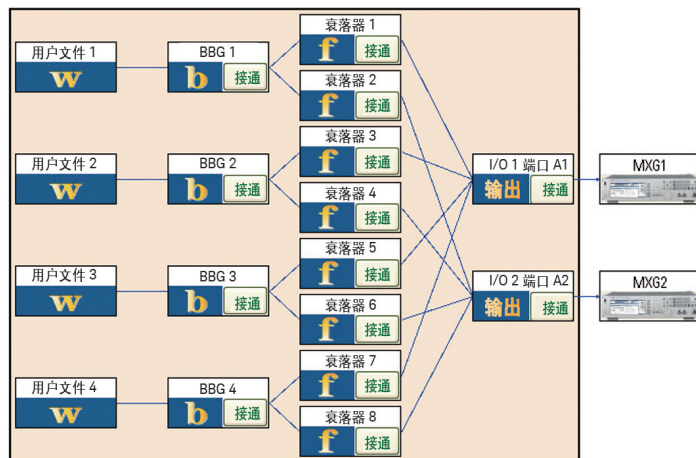 衰落器 1
用户文件 1
BBG 1
f
接通
w
b
接通
衰落器 2
f
接通
衰落器 3
用户文件 2
BBG 2
f
接通
I/O 1 端口 A1
MXG1
w
b
接通
输出
接通
衰落器 4
f
接通
衰落器 5
用户文件 3
BBG 3
f
接通
I/O 2 端口 A2
MXG2
w
b
接通
输出
接通
衰落器 6
f
接通
衰落器 7
用户文件 4
BBG 4
f
接通
w
b
接通
衰落器 8
f
接通